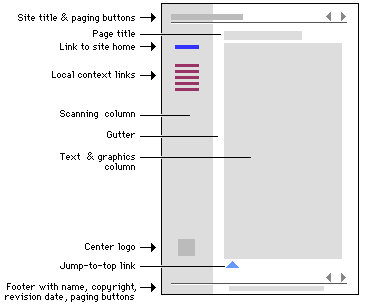 Site title & paging buttons
Page title
Link to site home
Local context links
Scanning column
Gutter
Text & graphics
column
Center logo
Jump-to-top link
Footer with name, copyright,
revision date, paging buttons